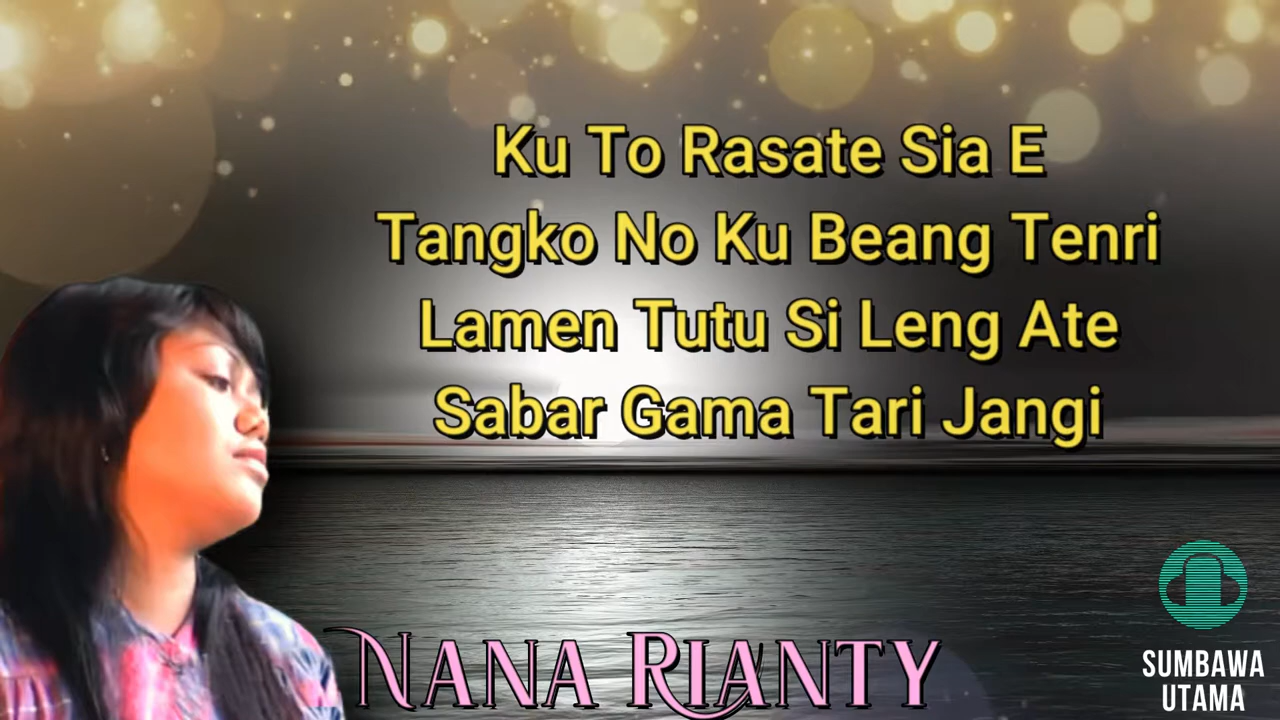 Ku To Rasate Sia E
Tangko No Ku Beang Tenri
Lamen Tutu Si Leng Ate
Sabar Gama Tari Jangi
NANA RIANTY
SUMBAWA
UTAMA